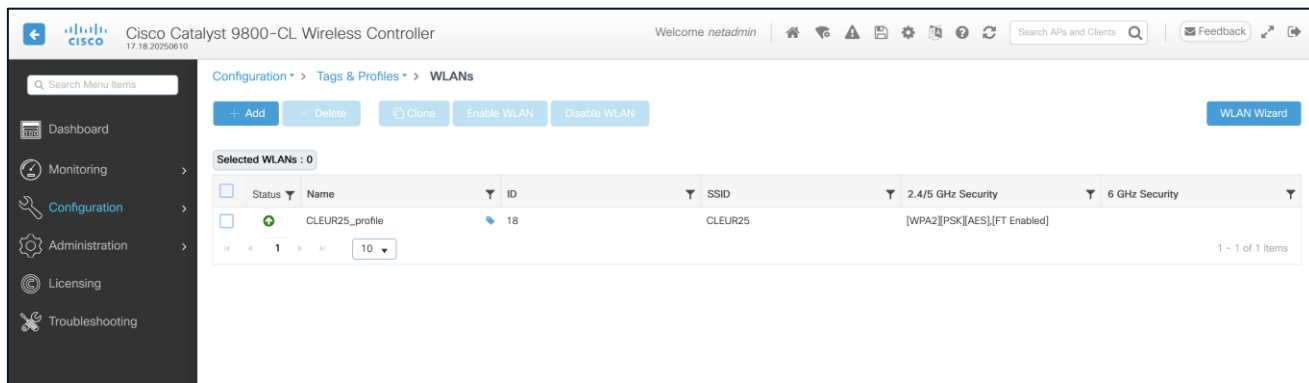 CISCO
Cisco Catalyst 9800-CL Wireless Controller
17.18.20250610
Welcome netadmin
Search APs and Clients
Feedback
Search Menu Items
Dashboard
Monitoring
Configuration
Administration
Licensing
Troubleshooting
Configuration > Tags & Profiles > WLANs
+ Add
× Delete
Clone
Enable WLAN
Disable WLAN
WLAN Wizard
Selected WLANs : 0
Status Name ID SSID 2.4/5 GHz Security 6 GHz Security
CLEUR25_profile 18 CLEUR25 [WPA2][PSK][AES],[FT Enabled]
1 10 1 - 1 of 1 items